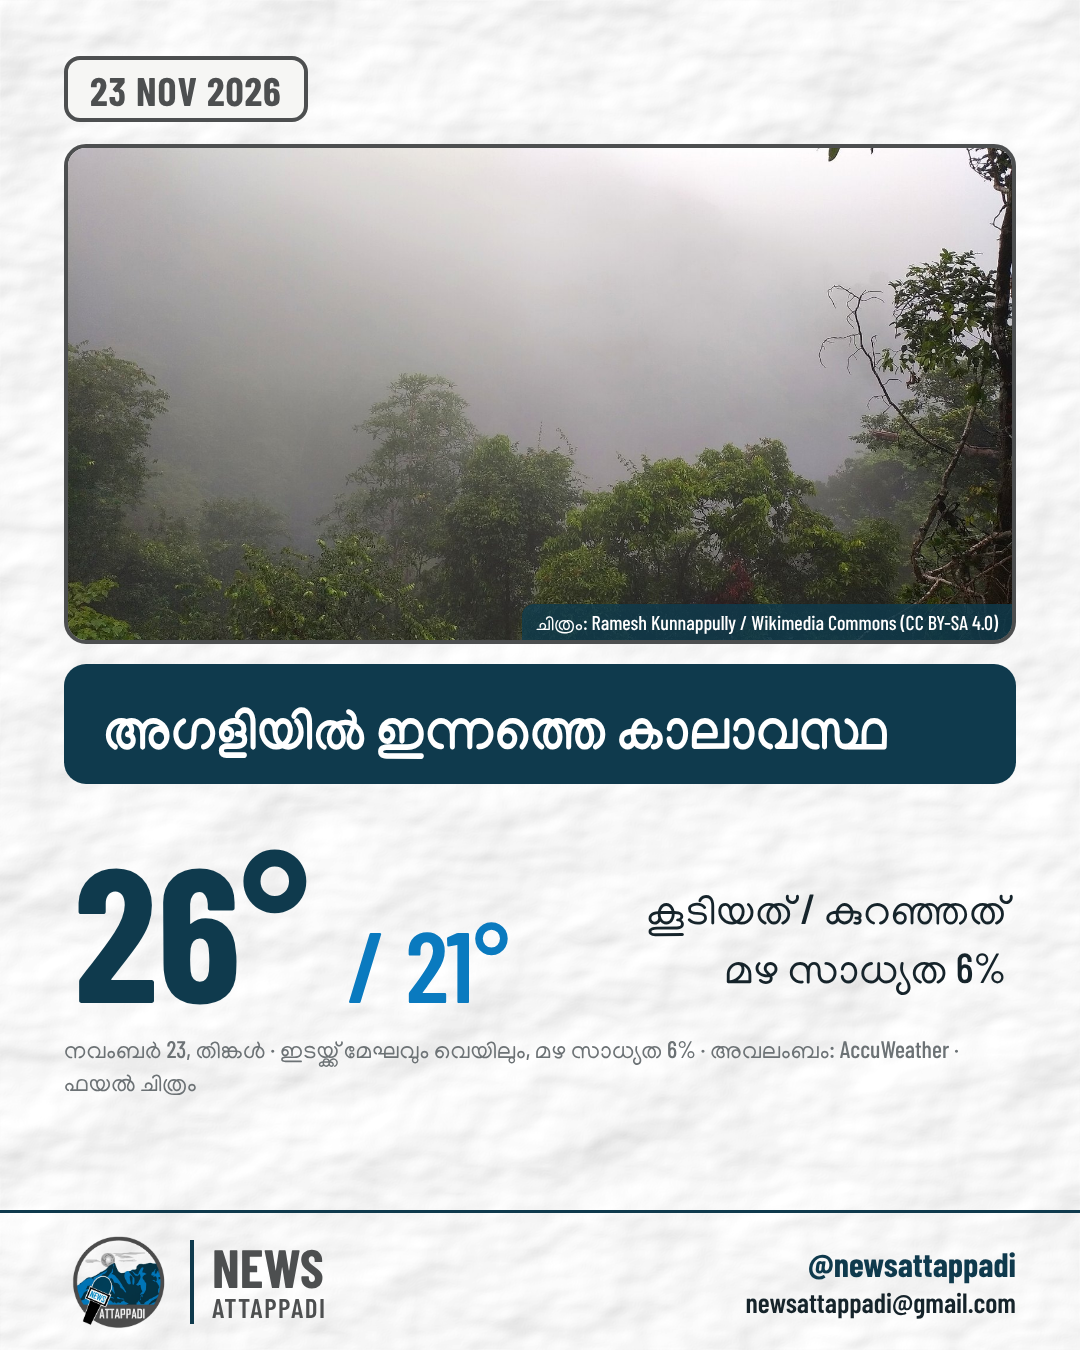 23 NOV 2026
ചിത്രം: Ramesh Kunnappully / Wikimedia Commons (CC BY-SA 4.0)
അഗളിയിൽ ഇന്നത്തെ കാലാവസ്ഥ
26° / 21°
കൂടിയത് / കുറഞ്ഞത്
മഴ സാധ്യത 6%
നവംബർ 23, തിങ്കൾ · ഇടയ്ക്ക് മേഘവും വെയിലും, മഴ സാധ്യത 6% · അവലംബം: AccuWeather ·
ഫയൽ ചിത്രം
NEWS
ATTAPPADI
NEWS
ATTAPPADI
@newsattappadi
newsattappadi@gmail.com